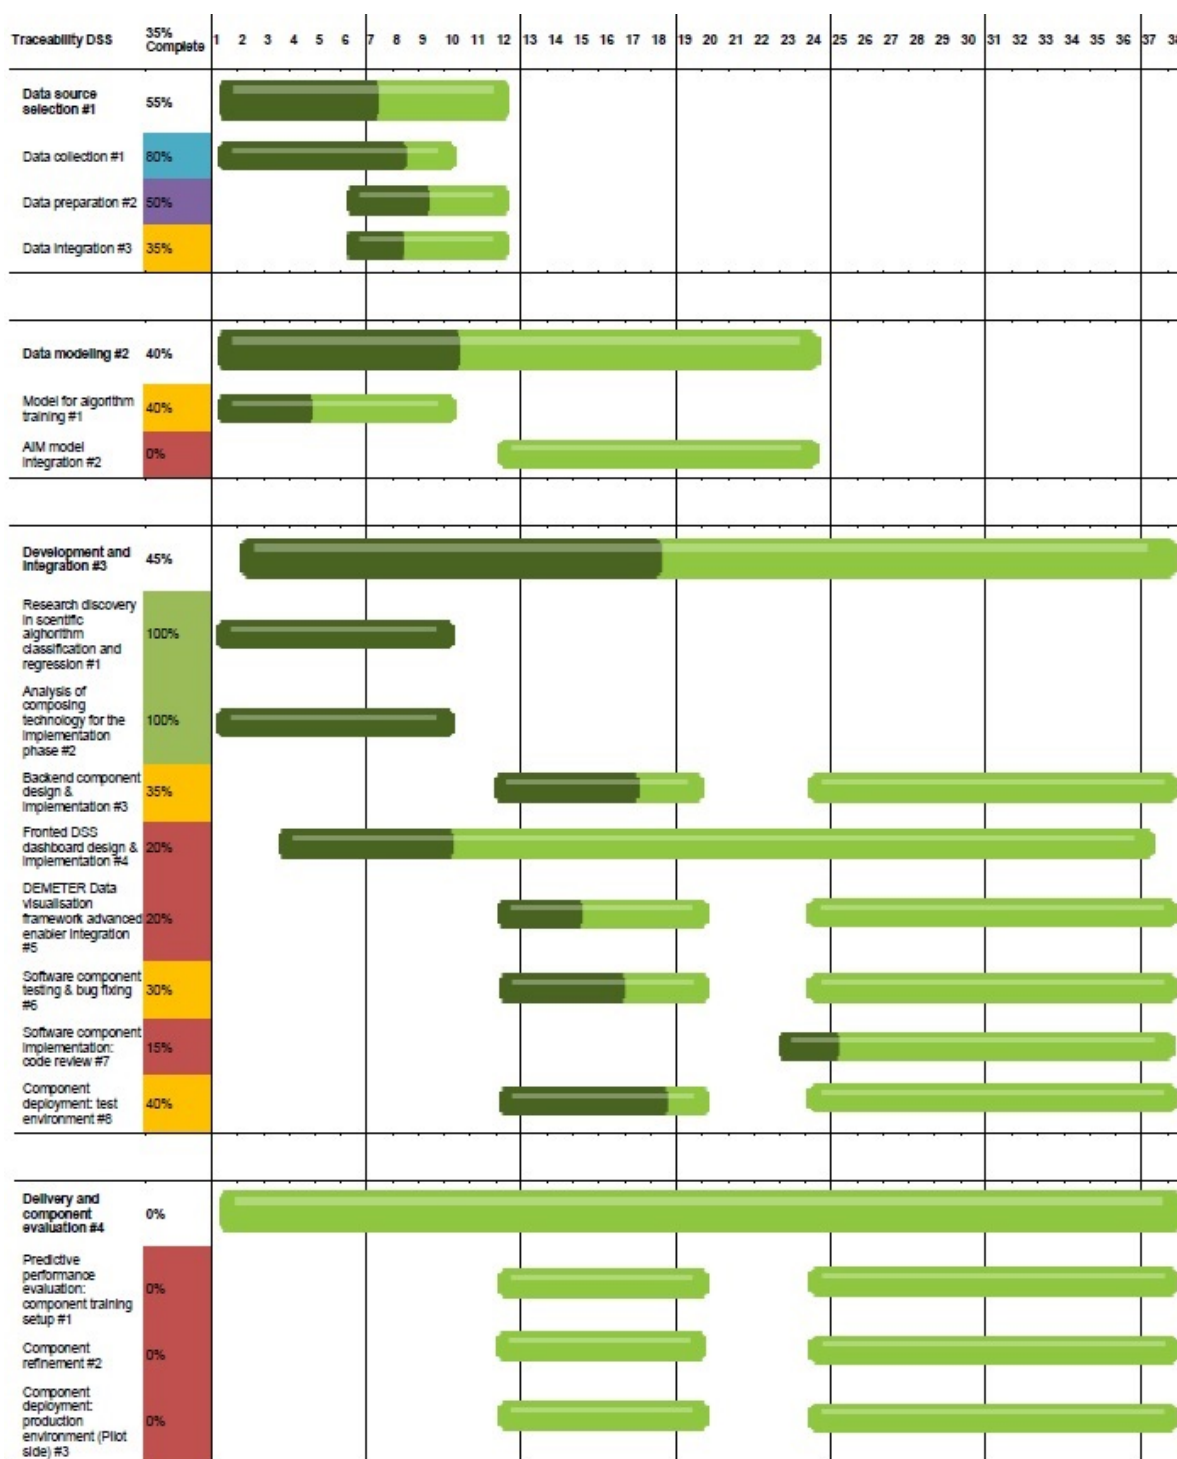 Traceability DSS 35% Complete 1 2 3 4 5 6 7 8 9 10 11 12 13 14 15 16 17 18 19 20 21 22 23 24 25 26 27 28 29 30 31 32 33 34 35 36 37 38
Data source
selection #1
55%
Data collection #1
80%
Data preparation #2
50%
Data integration #3
35%
Data modeling #2
40%
Model for algorithm
training #1
40%
AIM model
integration #2
0%
Development and
integration #3
45%
Research discovery
in scentific
alghorithm
classification and
regression #1
100%
Analysis of
composing
technology for the
implementation
phase #2
100%
Backend component
design &
implementation #3
35%
Fronted DSS
dashboard design &
implementation #4
20%
DEMETER Data
visualisation
framework advanced
enabler integration
#5
20%
Software component
testing & bug fixing
#6
30%
Software component
implementation:
code review #7
15%
Component
deployment: test
environment #8
40%
Delivery and
component
evaluation #4
0%
Predictive
performance
evaluation:
component training
setup #1
0%
Component
refinement #2
0%
Component
deployment:
production
environment (Pilot
side) #3
0%